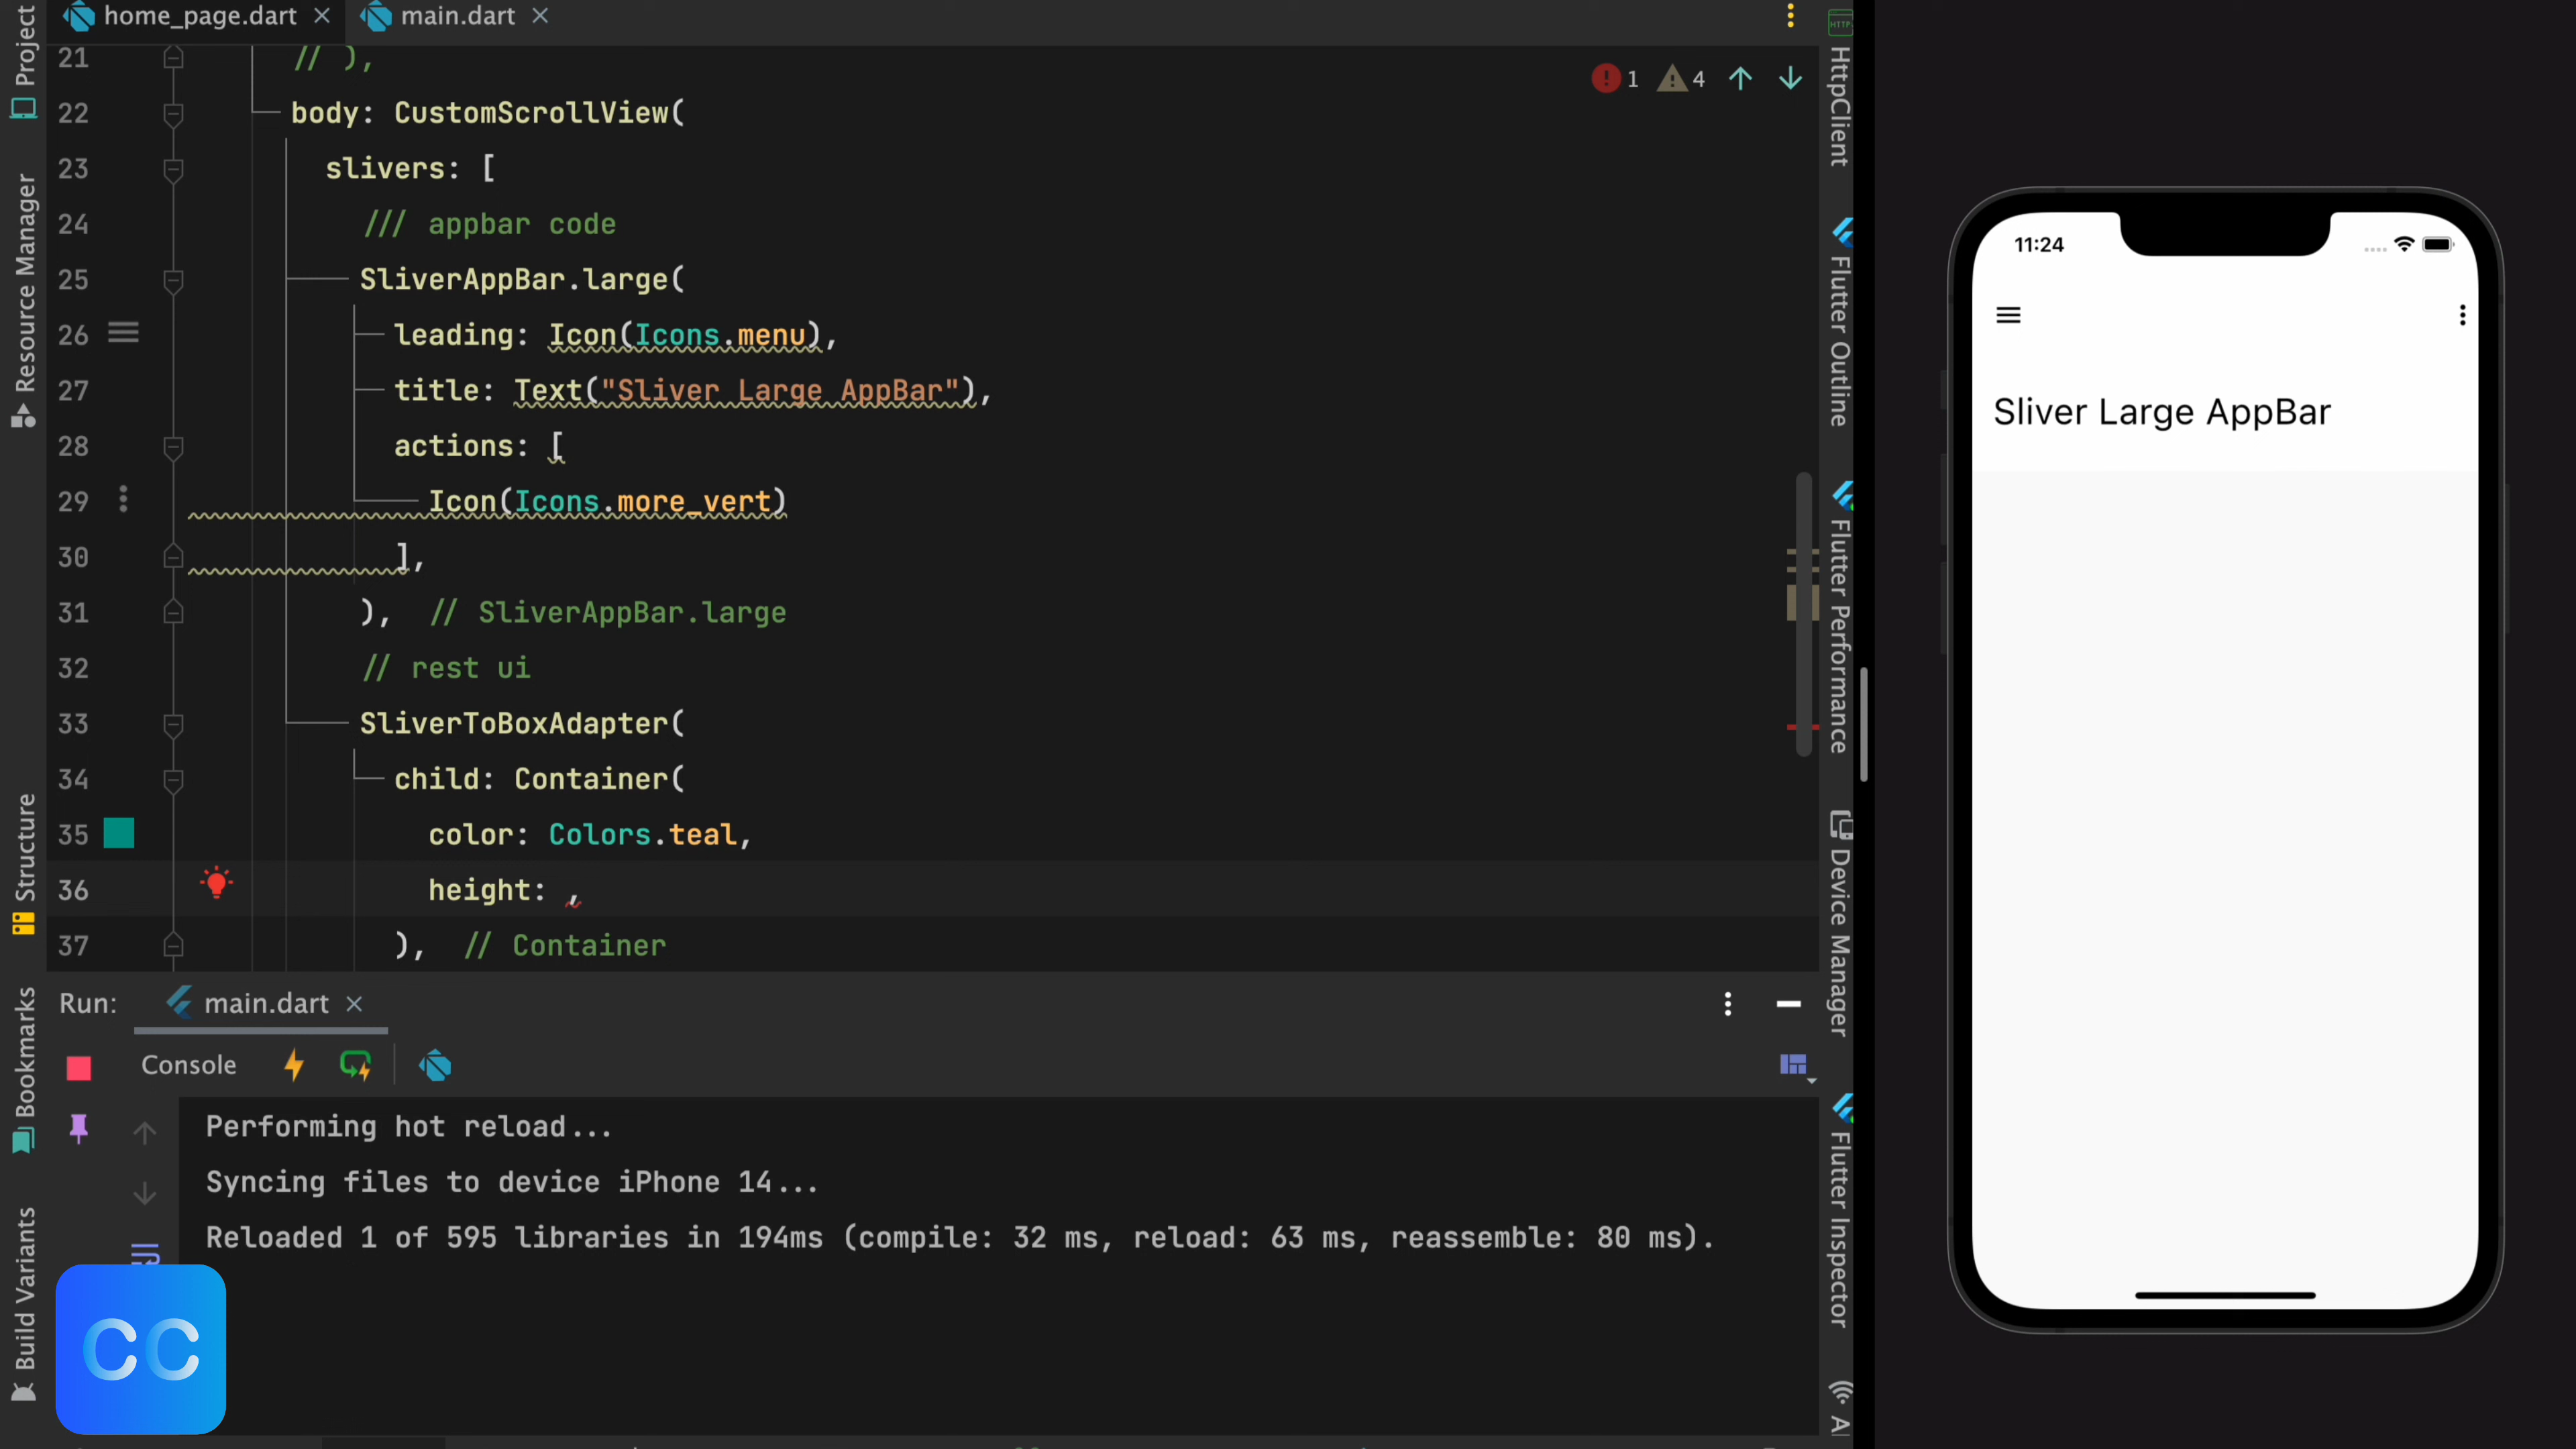 home_page.dart
main.dart
Project
Resource Manager
Structure
Bookmarks
Build Variants
21 // ),
22 body: CustomScrollView(
23 slivers: [
24 /// appbar code
25 SliverAppBar.large(
26 leading: Icon(Icons.menu),
27 title: Text("Sliver Large AppBar"),
28 actions: [
29 Icon(Icons.more_vert)
30 ],
31 ), // SliverAppBar.large
32 // rest ui
33 SliverToBoxAdapter(
34 child: Container(
35 color: Colors.teal,
36 height: ,
37 ), // Container
1 4
HTTP
HttpClient
Flutter Outline
Flutter Performance
Device Manager
Flutter Inspector
A
Run: main.dart
Console
Performing hot reload...
Syncing files to device iPhone 14...
Reloaded 1 of 595 libraries in 194ms (compile: 32 ms, reload: 63 ms, reassemble: 80 ms).
CC
11:24
Sliver Large AppBar